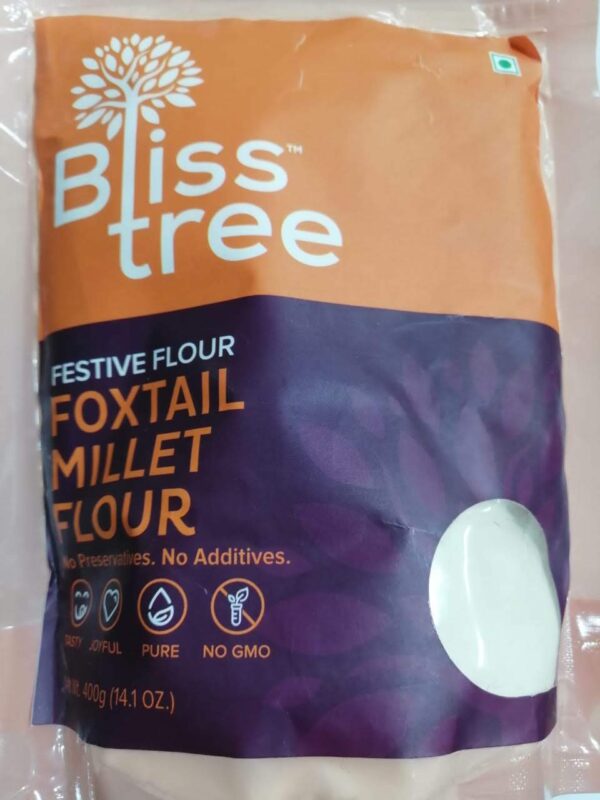 Bliss™
tree
FESTIVE FLOUR
FOXTAIL
MILLET
FLOUR
No Preservatives. No Additives.
TASTY JOYFUL PURE NO GMO
400g (14.1 OZ.)